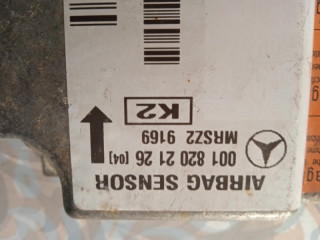 AIRBAG SENSOR
001 820 21 26 [04]
MRSZ2 9169
K2